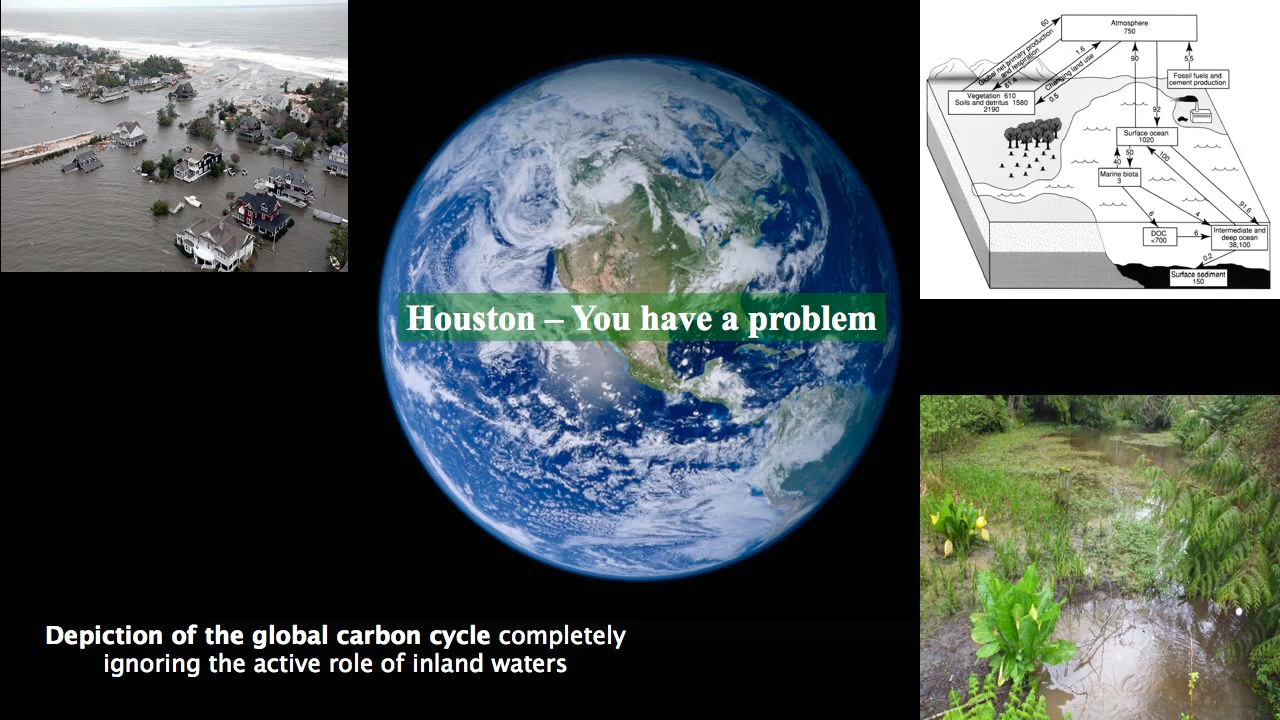 Atmosphere
750
60
Global net primary production
and respiration
1.6
Changing land use
0.5
90
5.5
Fossil fuels and
cement production
Vegetation 610
Soils and detritus 1580
2190
92
Surface ocean
1020
50
40
100
Marine biota
3
91.6
6
4
DOC
<700
6
Intermediate and
deep ocean
38,100
0.2
Surface sediment
150
Houston – You have a problem
Depiction of the global carbon cycle completely
ignoring the active role of inland waters